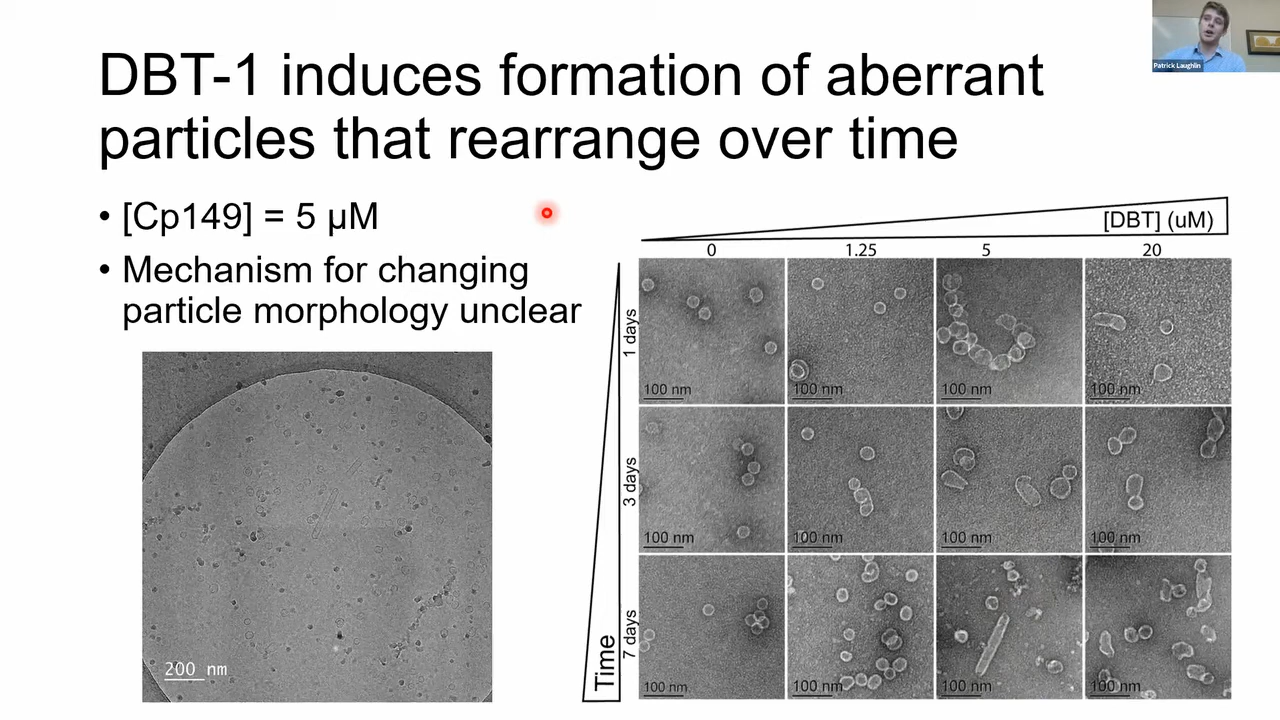 Patrick Laughlin
DBT-1 induces formation of aberrant
particles that rearrange over time
• [Cp149] = 5 µM
• Mechanism for changing
particle morphology unclear
200 nm
[DBT] (uM)
0 1.25 5 20
1 days
100 nm 100 nm 100 nm 100 nm
3 days
100 nm 100 nm 100 nm 100 nm
7 days
100 nm 100 nm 100 nm 100 nm
Time